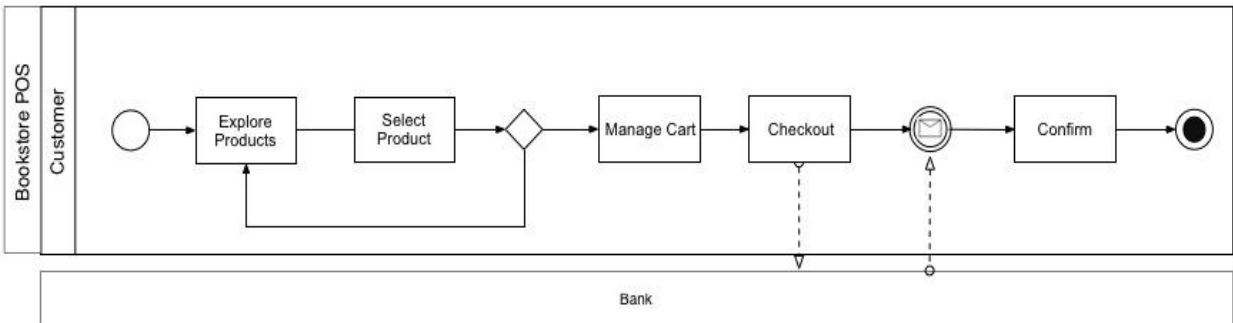 Bookstore POS
Customer
Explore
Products
Select
Product
Manage Cart
Checkout
Confirm
Bank